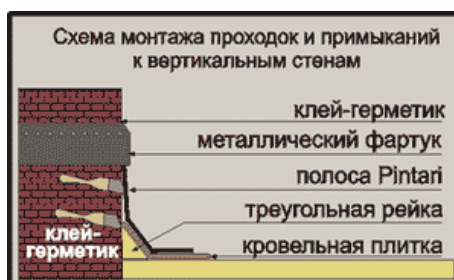 Схема монтажа проходок и примыканий
к вертикальным стенам
клей-герметик
металлический фартук
полоса Pintari
треугольная рейка
кровельная плитка
клей-
герметик